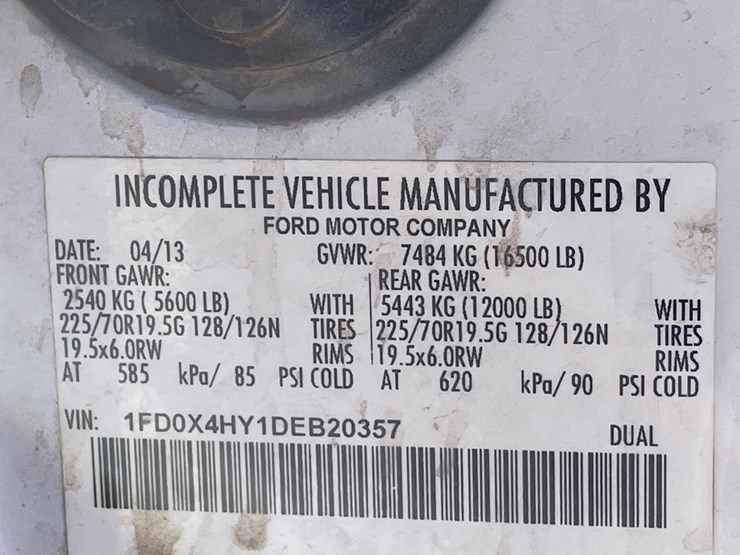 INCOMPLETE VEHICLE MANUFACTURED BY
FORD MOTOR COMPANY
DATE: 04/13 GVWR: 7484 KG (16500 LB)
FRONT GAWR: REAR GAWR:
2540 KG ( 5600 LB) WITH 5443 KG (12000 LB) WITH
225/70R19.5G 128/126N TIRES 225/70R19.5G 128/126N TIRES
19.5x6.0RW RIMS 19.5x6.0RW RIMS
AT 585 kPa/ 85 PSI COLD AT 620 kPa/ 90 PSI COLD
VIN: 1FD0X4HY1DEB20357 DUAL